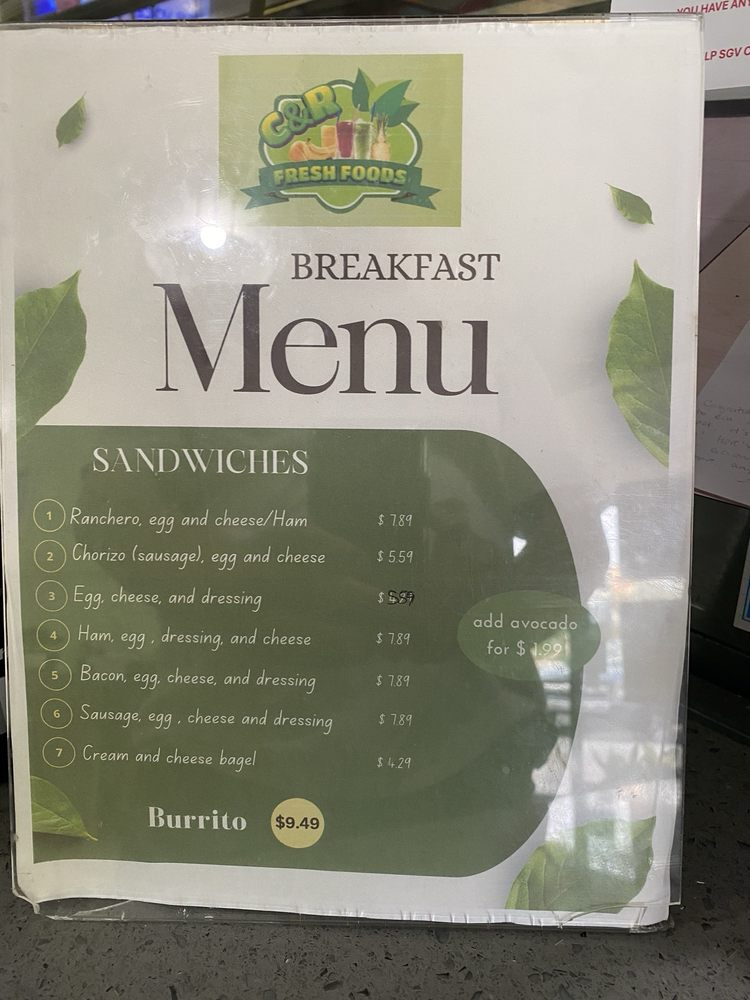 YOU HAVE ANY
LP SGV
C&R
FRESH FOODS
BREAKFAST
Menu
SANDWICHES
1 Ranchero, egg and cheese/Ham $ 7.89
2 Chorizo (sausage), egg and cheese $ 5.59
3 Egg, cheese, and dressing $
4 Ham, egg , dressing, and cheese $ 7.89
5 Bacon, egg, cheese, and dressing $ 7.89
6 Sausage, egg , cheese and dressing $ 7.89
7 Cream and cheese bagel $ 4.29
add avocado
for $ 1.99
Burrito $9.49